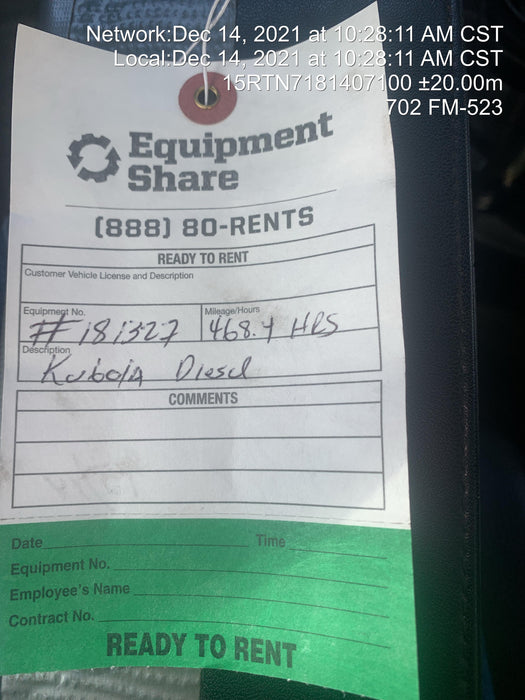 Network:Dec 14, 2021 at 10:28:11 AM CST
Local:Dec 14, 2021 at 10:28:11 AM CST
15RTN7181407100 ±20.00m
702 FM-523
Equipment
Share
(888) 80-RENTS
READY TO RENT
Customer Vehicle License and Description
Equipment No. Mileage/Hours
#181327 468.4 HRS
Description
Kubota Diesel
COMMENTS
Date Time
Equipment No.
Employee's Name
Contract No.
READY TO RENT